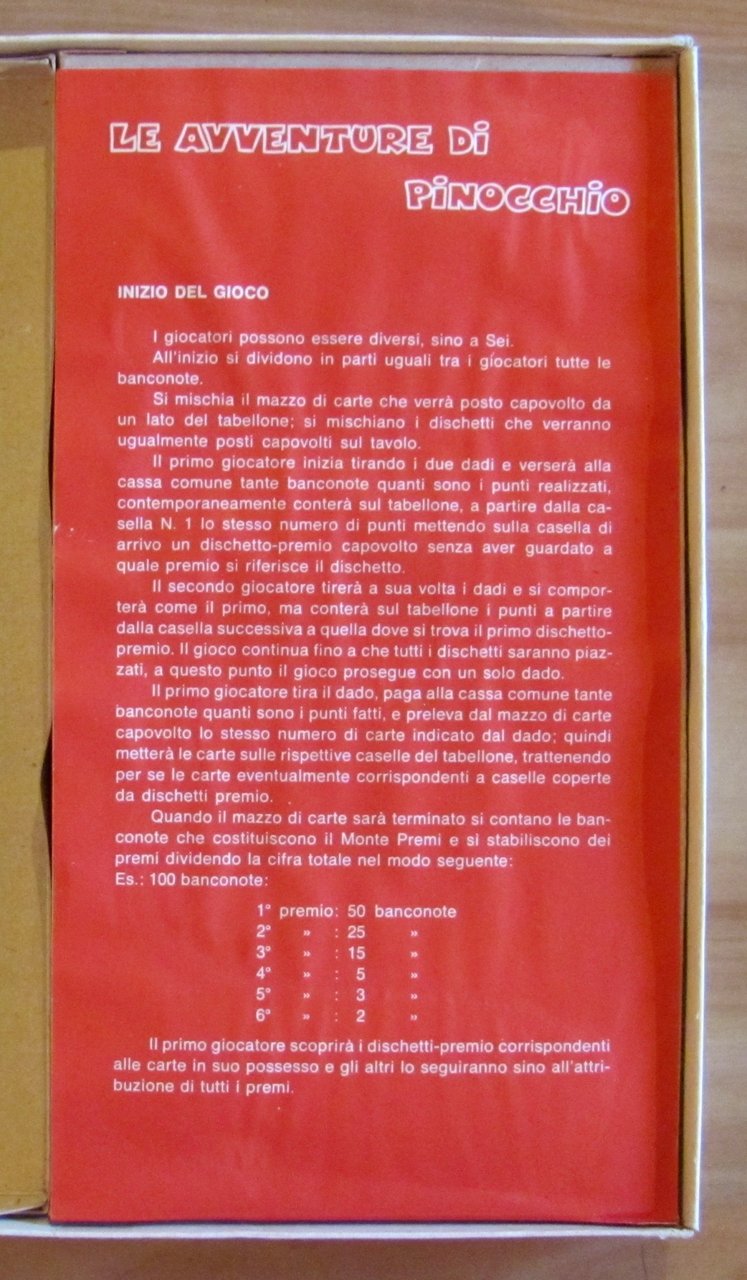 LE AVVENTURE Di
PiNOCCHiO
INIZIO DEL GIOCO
I giocatori possono essere diversi, sino a Sei.
All'inizio si dividono in parti uguali tra i giocatori tutte le
banconote.
Si mischia il mazzo di carte che verrà posto capovolto da
un lato del tabellone; si mischiano i dischetti che verranno
ugualmente posti capovolti sul tavolo.
Il primo giocatore inizia tirando i due dadi e verserà alla
cassa comune tante banconote quanti sono i punti realizzati,
contemporaneamente conterà sul tabellone, a partire dalla ca-
sella N. 1 lo stesso numero di punti mettendo sulla casella di
arrivo un dischetto-premio capovolto senza aver guardato a
quale premio si riferisce il dischetto.
Il secondo giocatore tirerà a sua volta i dadi e si compor-
terà come il primo, ma conterà sul tabellone i punti a partire
dalla casella successiva a quella dove si trova il primo dischetto-
premio. Il gioco continua fino a che tutti i dischetti saranno piaz-
zati, a questo punto il gioco prosegue con un solo dado.
Il primo giocatore tira il dado, paga alla cassa comune tante
banconote quanti sono i punti fatti, e preleva dal mazzo di carte
capovolto lo stesso numero di carte indicato dal dado; quindi
metterà le carte sulle rispettive caselle del tabellone, trattenendo
per se le carte eventualmente corrispondenti a caselle coperte
da dischetti premio.
Quando il mazzo di carte sarà terminato si contano le ban-
conote che costituiscono il Monte Premi e si stabiliscono dei
premi dividendo la cifra totale nel modo seguente:
Es.: 100 banconote:
1° premio: 50 banconote
2° » : 25 »
3° » : 15 »
4° » : 5 »
5° » : 3 »
6° » : 2 »
Il primo giocatore scoprirà i dischetti-premio corrispondenti
alle carte in suo possesso e gli altri lo seguiranno sino all'attri-
buzione di tutti i premi.